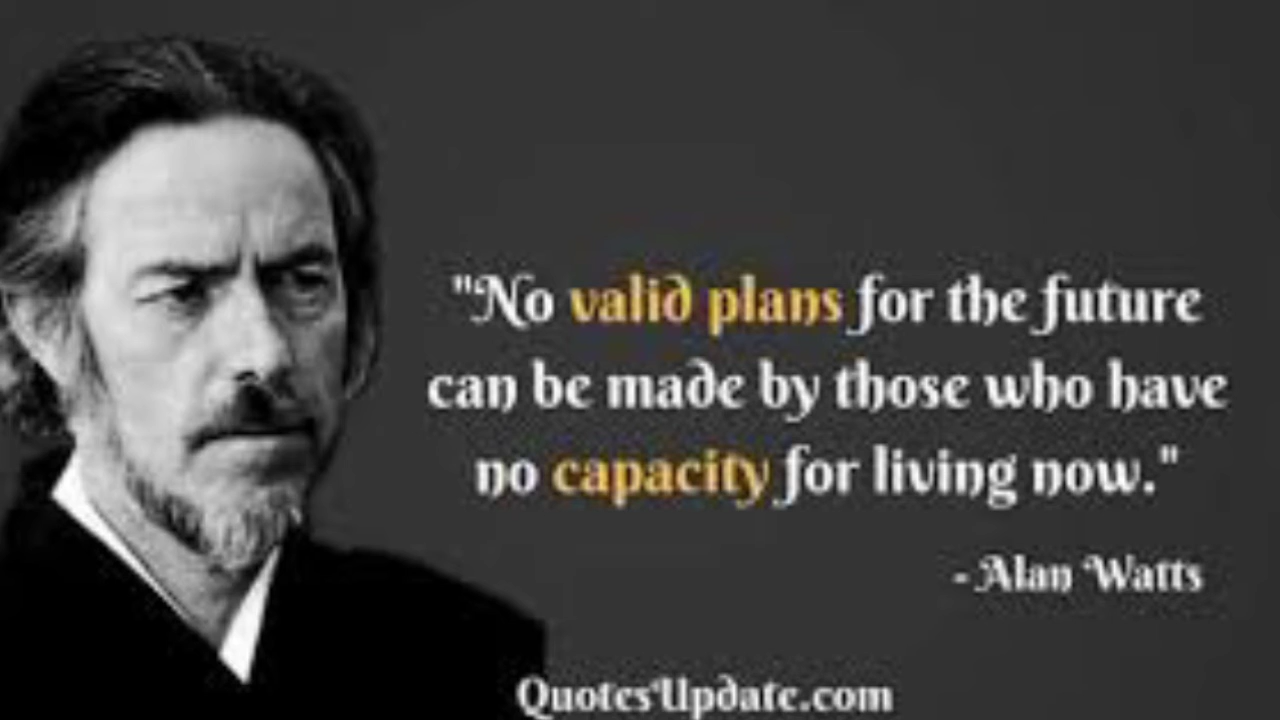 "No valid plans for the future
can be made by those who have
no capacity for living now."
- Alan Watts
QuotesUpdate.com